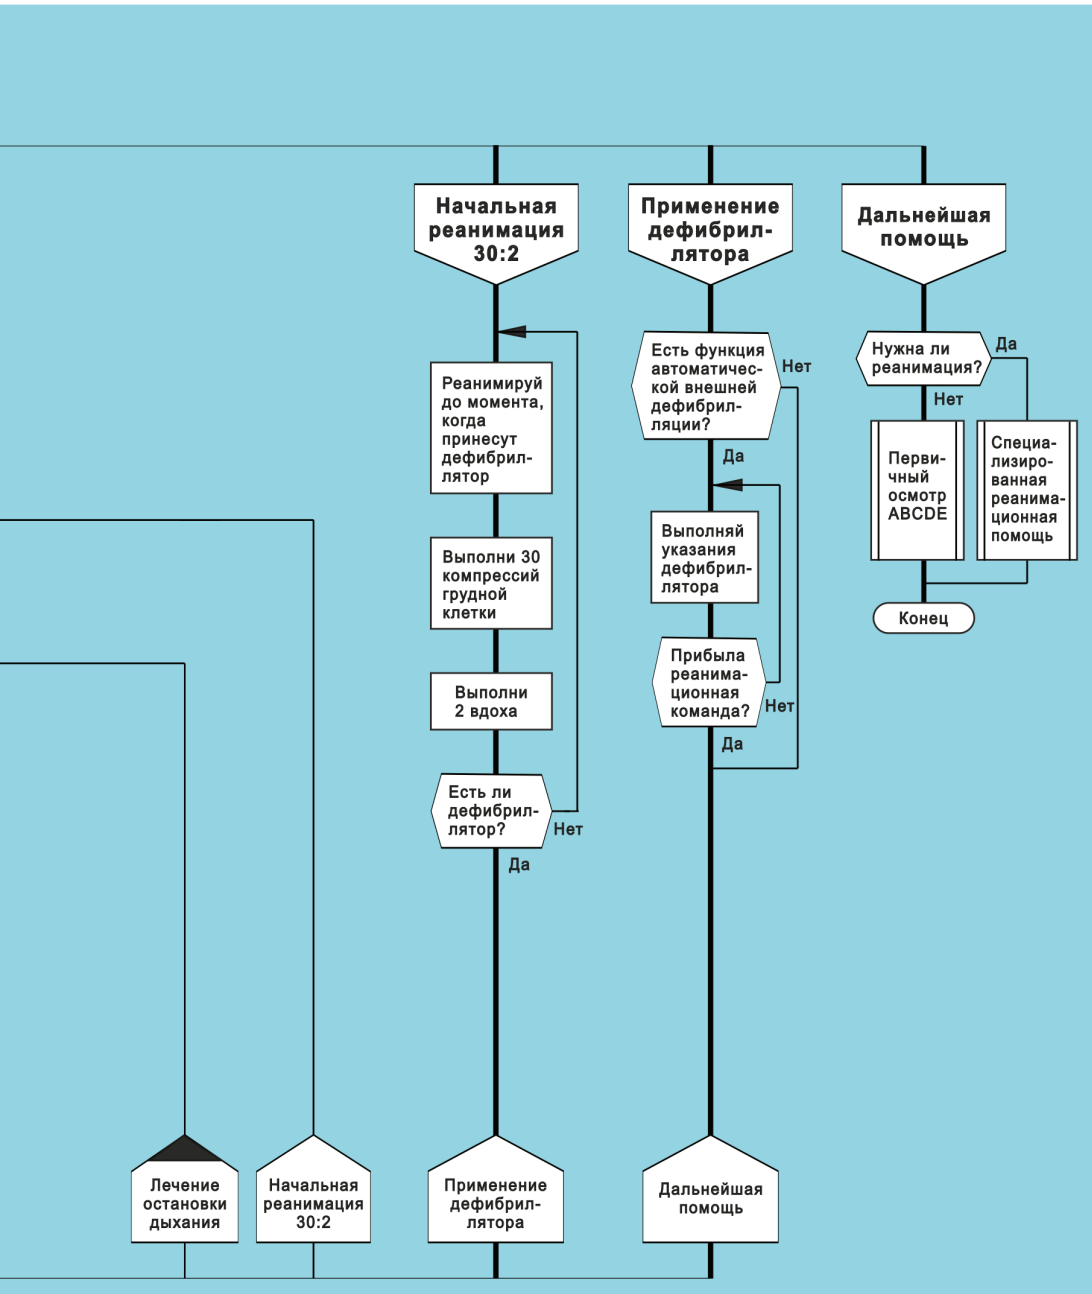 Начальная
реанимация
30:2
Применение
дефибрил-
лятора
Дальнейшая
помощь
Реанимируй
до момента,
когда
принесут
дефибрил-
лятор
Выполни 30
компрессий
грудной
клетки
Выполни
2 вдоха
Есть ли
дефибрил-
лятор?
Нет
Да
Есть функция
автоматичес-
кой внешней
дефибрил-
ляции?
Нет
Да
Выполняй
указания
дефибрил-
лятора
Прибыла
реанима-
ционная
команда?
Нет
Да
Нужна ли
реанимация?
Да
Нет
Перви-
чный
осмотр
ABCDE
Специа-
лизиро-
ванная
реанима-
ционная
помощь
Конец
Лечение
остановки
дыхания
Начальная
реанимация
30:2
Применение
дефибрил-
лятора
Дальнейшая
помощь